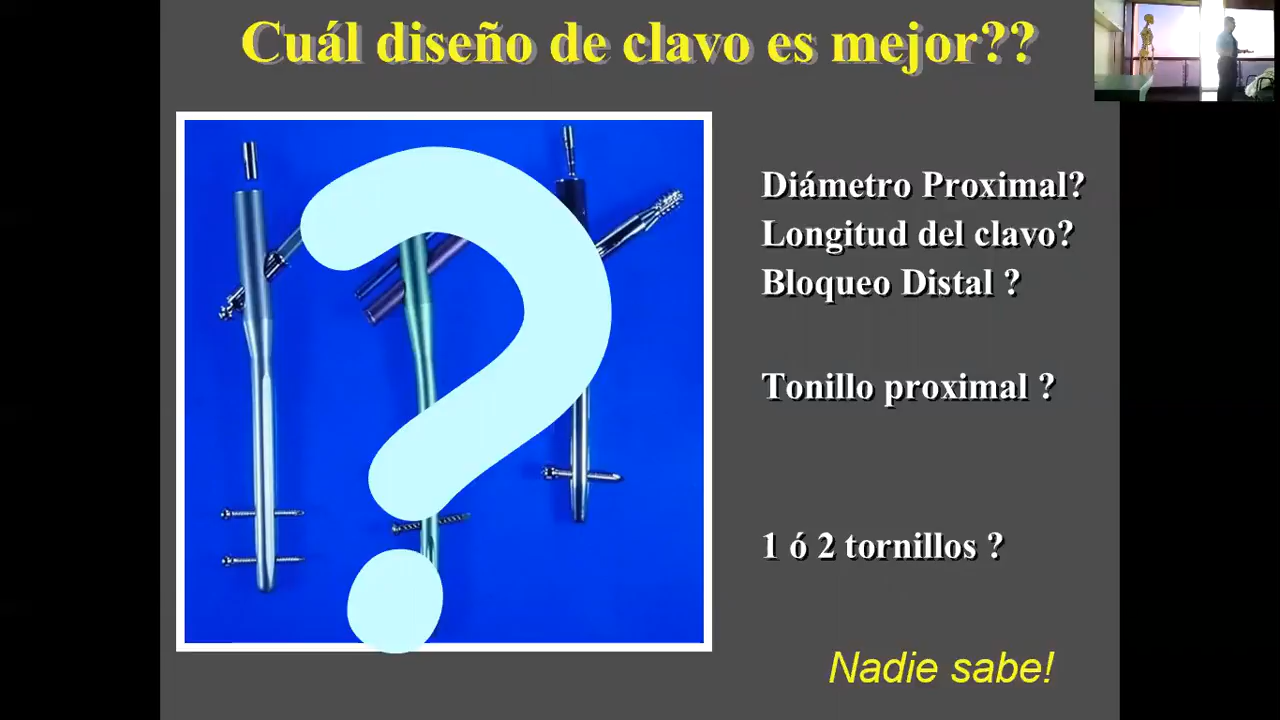 Cuál diseño de clavo es mejor??
Diámetro Proximal?
Longitud del clavo?
Bloqueo Distal ?
Tonillo proximal ?
1 ó 2 tornillos ?
Nadie sabe!